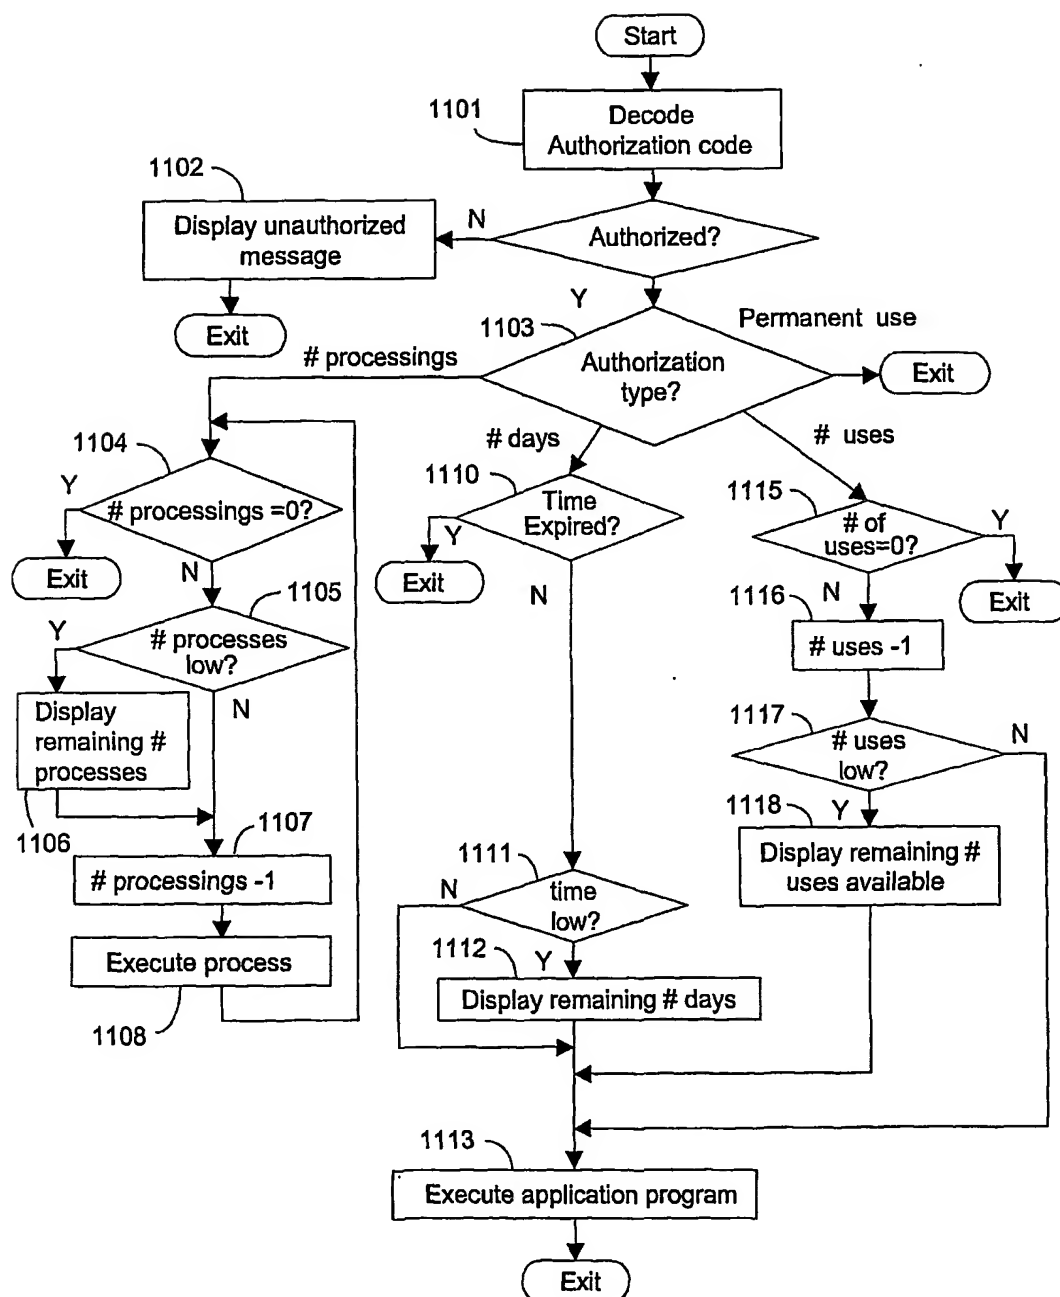 Start
1101
Decode
Authorization code
1102
Display unauthorized
message
N
Authorized?
Exit
Y
1103
Permanent use
# processings
Authorization
type?
Exit
# days
# uses
1104
Y
# processings =0?
1110
Time
Expired?
Y
1115
# of
uses=0?
Y
Exit
N
Exit
N
N
Exit
1105
Y
# processes
low?
N
1116
# uses -1
Display
remaining #
processes
1106
1117
# uses
low?
N
1107
# processings -1
1118
Y
Display remaining #
uses available
1111
N
time
low?
Execute process
1108
1112
Y
Display remaining # days
1113
Execute application program
Exit